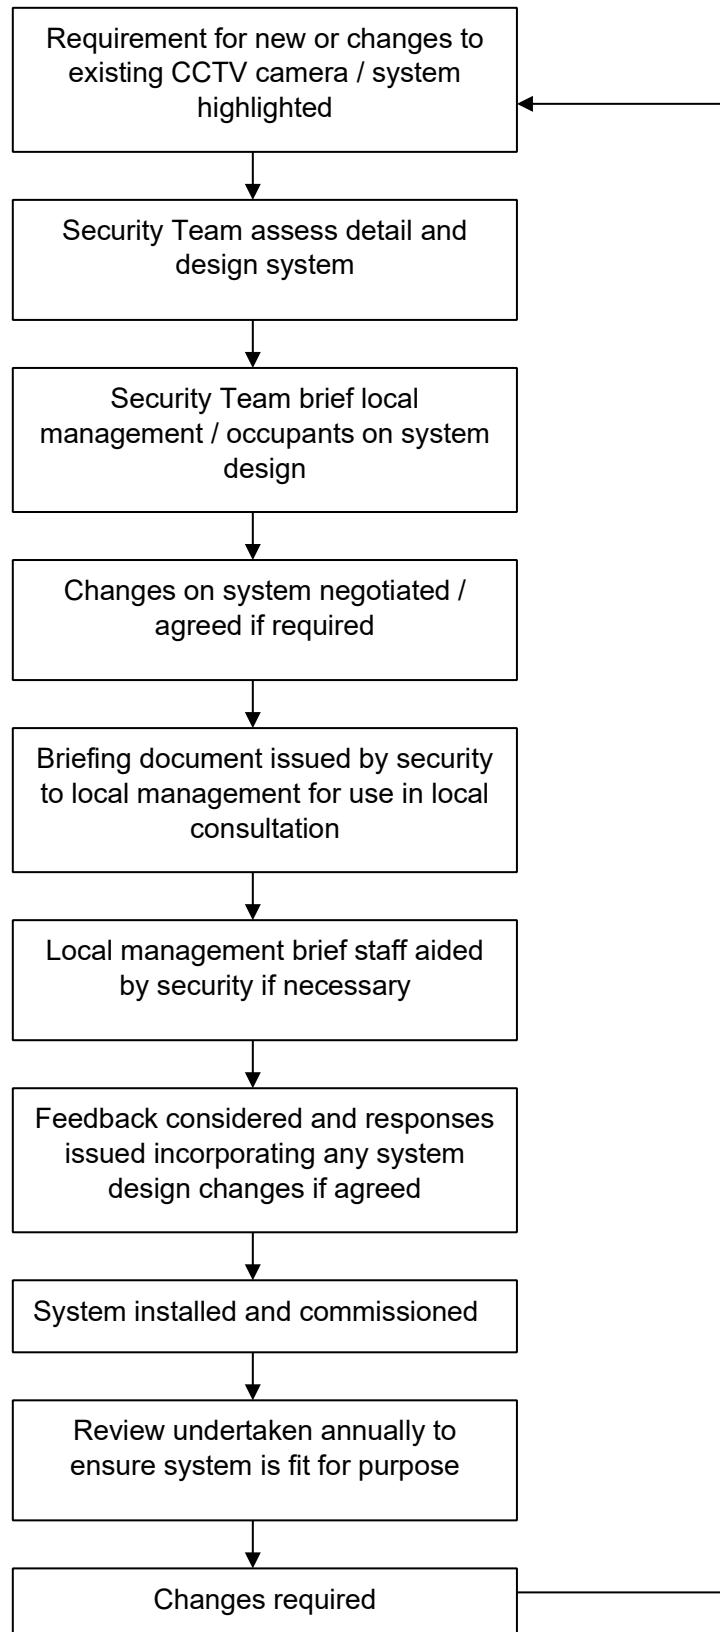 Requirement for new or changes to
existing CCTV camera / system
highlighted
Security Team assess detail and
design system
Security Team brief local
management / occupants on system
design
Changes on system negotiated /
agreed if required
Briefing document issued by security
to local management for use in local
consultation
Local management brief staff aided
by security if necessary
Feedback considered and responses
issued incorporating any system
design changes if agreed
System installed and commissioned
Review undertaken annually to
ensure system is fit for purpose
Changes required